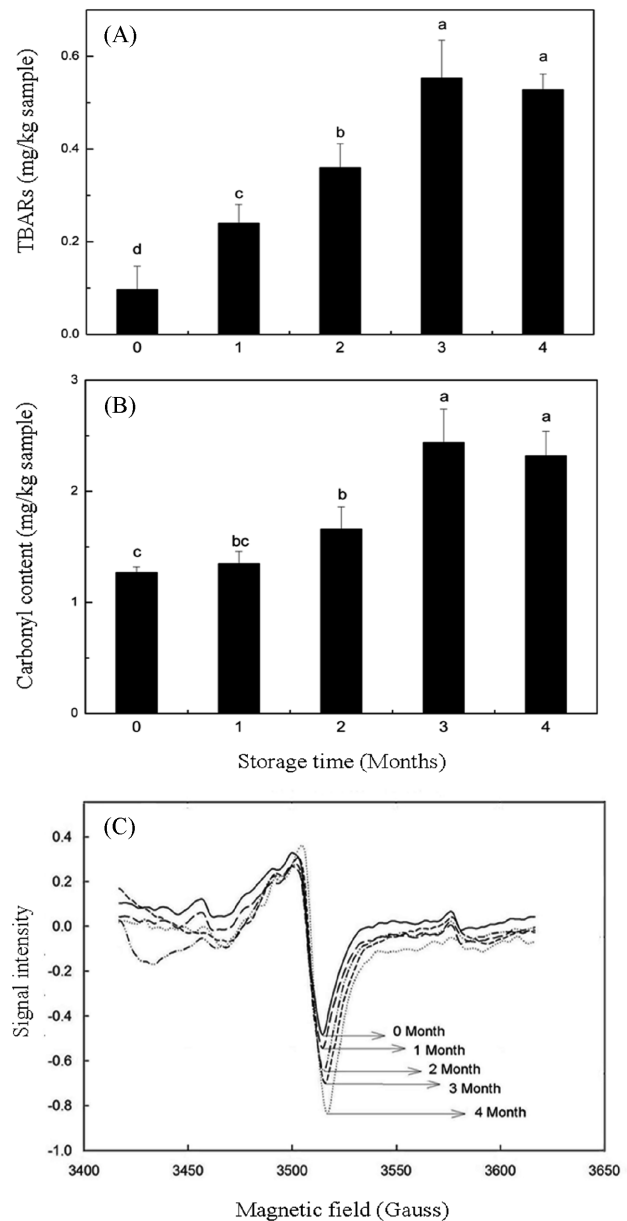 (A)
TBARs (mg/kg sample)
0.6
0.4
0.2
0.0
d
c
b
a
a
0 1 2 3 4
(B)
Carbonyl content (mg/kg sample)
3
2
1
0
c
bc
b
a
a
0 1 2 3 4
Storage time (Months)
(C)
Signal intensity
0.4
0.2
0.0
-0.2
-0.4
-0.6
-0.8
-1.0
0 Month
1 Month
2 Month
3 Month
4 Month
3400 3450 3500 3550 3600 3650
Magnetic field (Gauss)